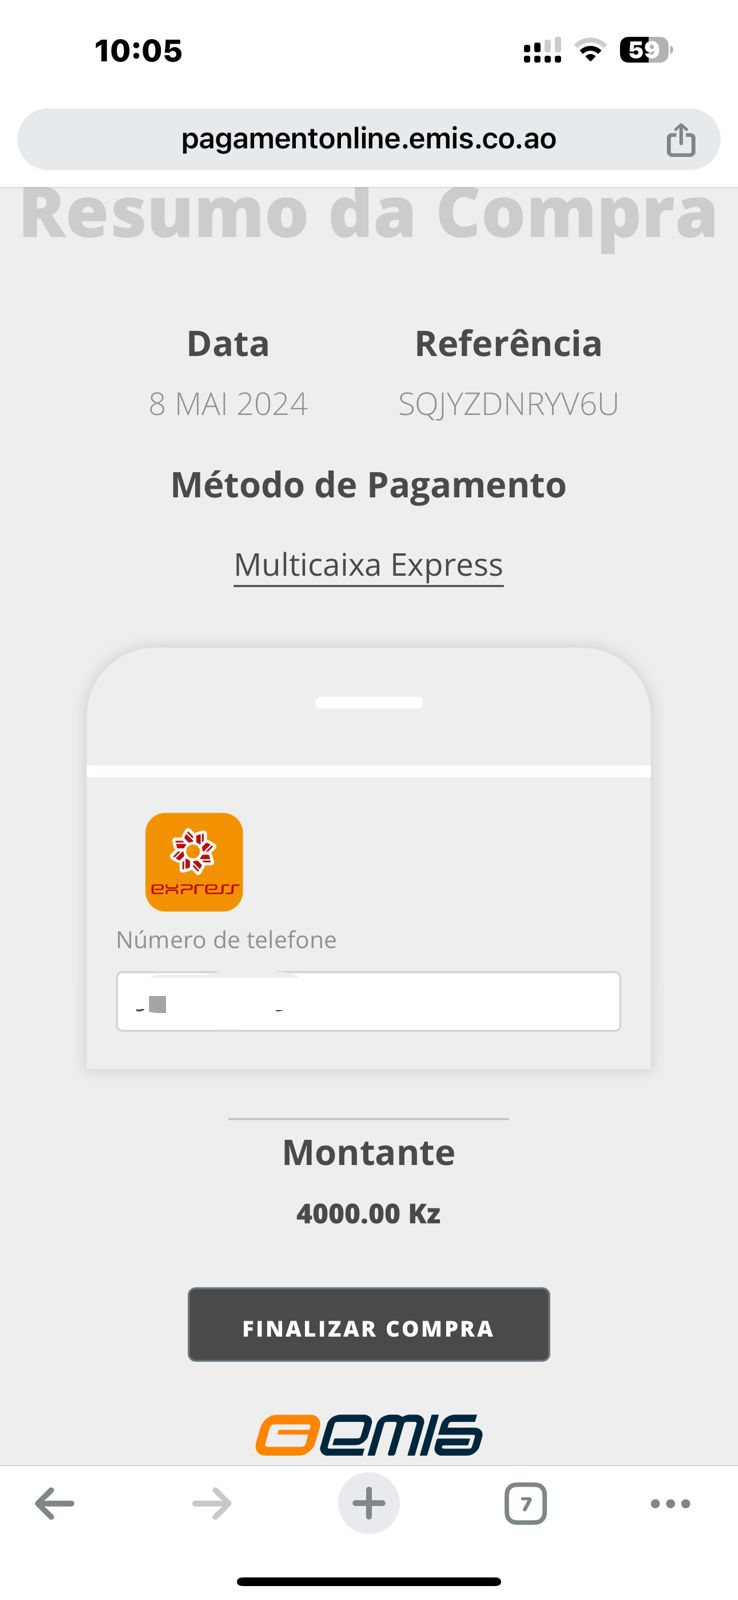 10:05
59
pagamentonline.emis.co.ao
Resumo da Compra
Data Referência
8 MAI 2024 SQJYZDNRYV6U
Método de Pagamento
Multicaixa Express
express
Número de telefone
Montante
4000.00 Kz
FINALIZAR COMPRA
emis
7